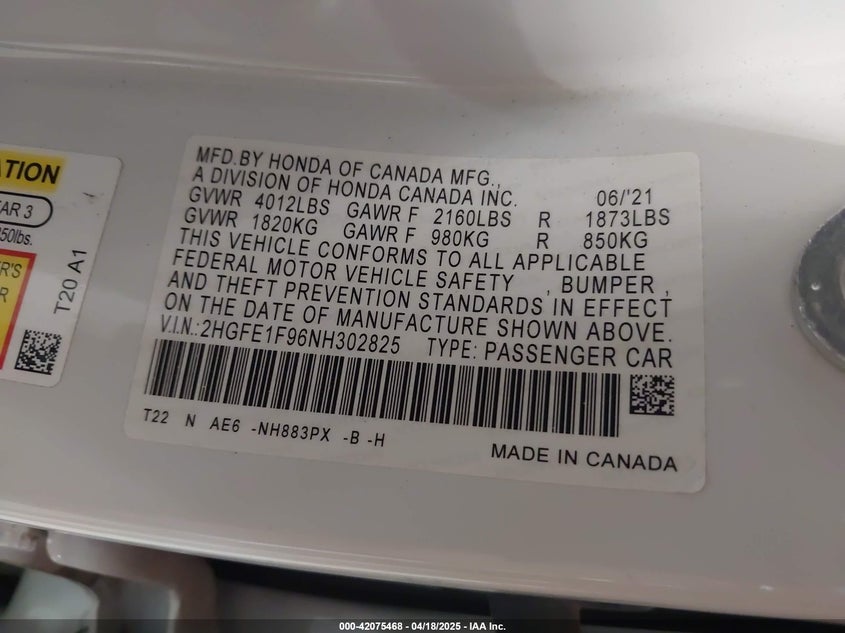 ATION
AR 3
50lbs.
ER'S
R
T20 A1
MFD.BY HONDA OF CANADA MFG.,
A DIVISION OF HONDA CANADA INC. 06/'21
GVWR 4012LBS GAWR F 2160LBS R 1873LBS
GVWR 1820KG GAWR F 980KG R 850KG
THIS VEHICLE CONFORMS TO ALL APPLICABLE
FEDERAL MOTOR VEHICLE SAFETY , BUMPER ,
AND THEFT PREVENTION STANDARDS IN EFFECT
ON THE DATE OF MANUFACTURE SHOWN ABOVE.
V.I.N.:2HGFE1F96NH302825 TYPE: PASSENGER CAR
T22 N AE6 -NH883PX -B -H
MADE IN CANADA
000-42075468 - 04/18/2025 - IAA Inc.